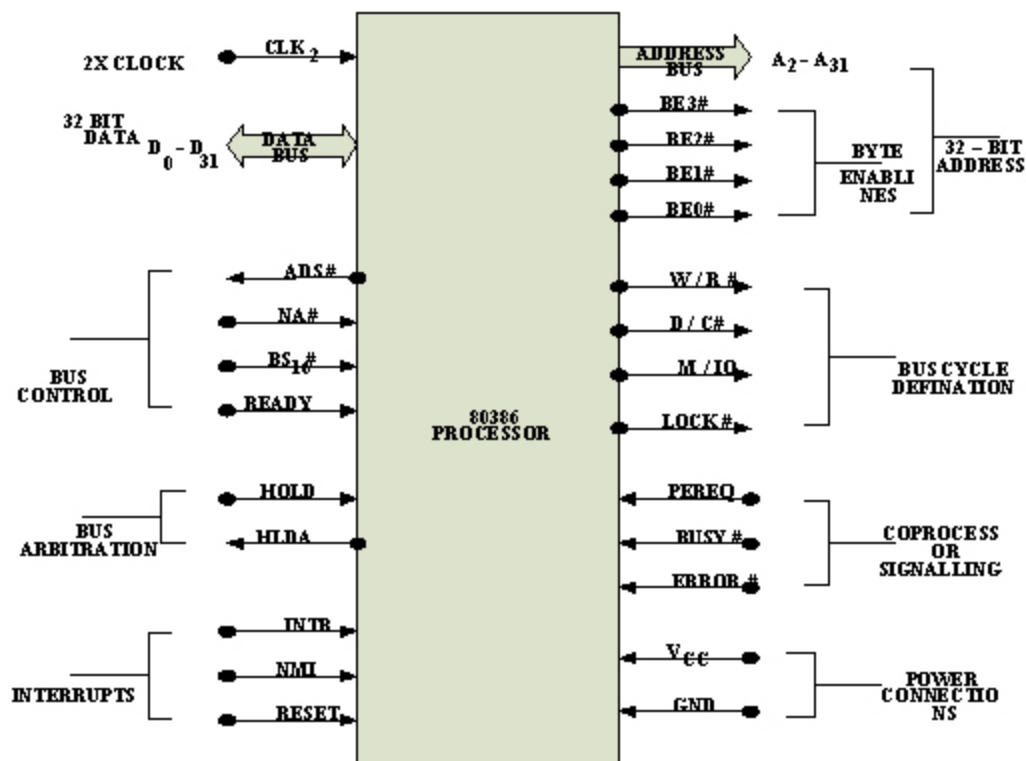 2X CLOCK
CLK 2
32 BIT
DATA
D0 - D31
DATA
BUS
ADDRESS
BUS
A2 - A31
BE3#
BE2#
BE1#
BE0#
BYTE
ENABLI
NES
32 - BIT
ADDRESS
ADS#
NA#
BS16#
READY
BUS
CONTROL
W / R #
D / C#
M / IO
LOCK #
BUS CYCLE
DEFINATION
80386
PROCESSOR
HOLD
HLDA
BUS
ARBITRATION
PEREQ
BUSY #
ERROR #
COPROCESS
OR
SIGNALLING
INTR
NMI
RESET
INTERRUPTS
VCC
GND
POWER
CONNECTIO
NS